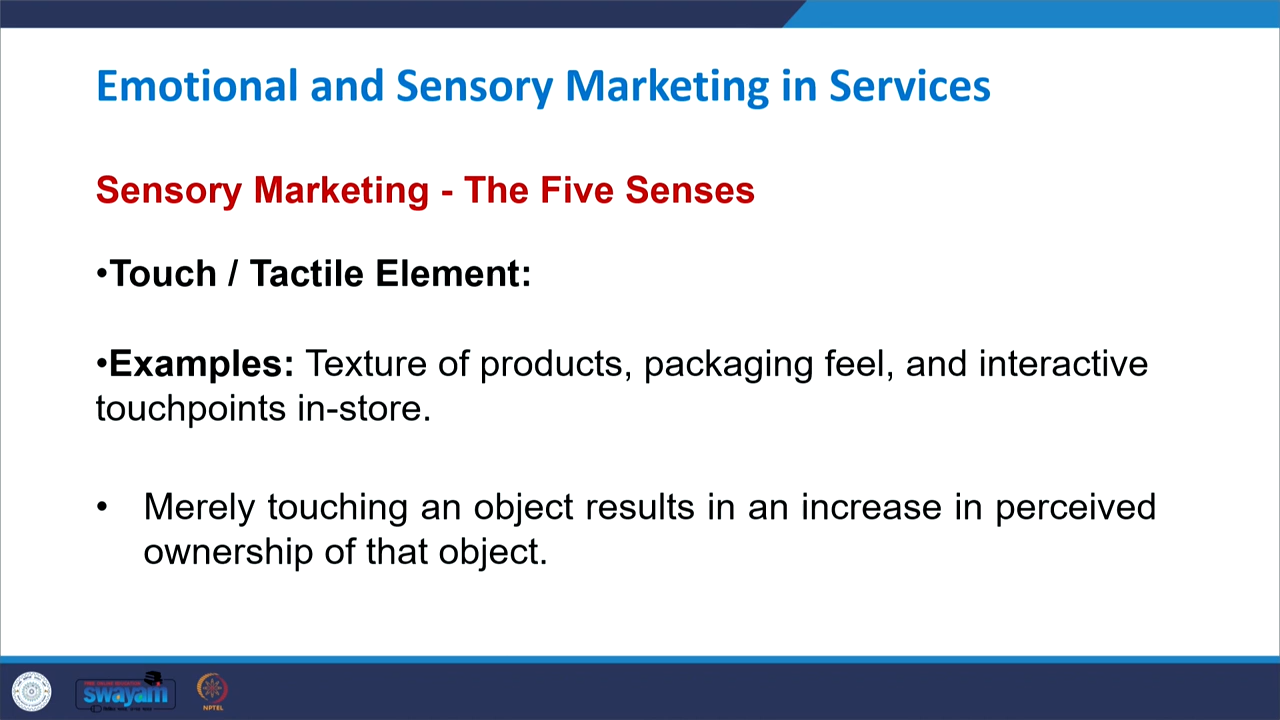 Emotional and Sensory Marketing in Services
Sensory Marketing - The Five Senses
•Touch / Tactile Element:
•Examples: Texture of products, packaging feel, and interactive
touchpoints in-store.
• Merely touching an object results in an increase in perceived
ownership of that object.
swayam
NPTEL